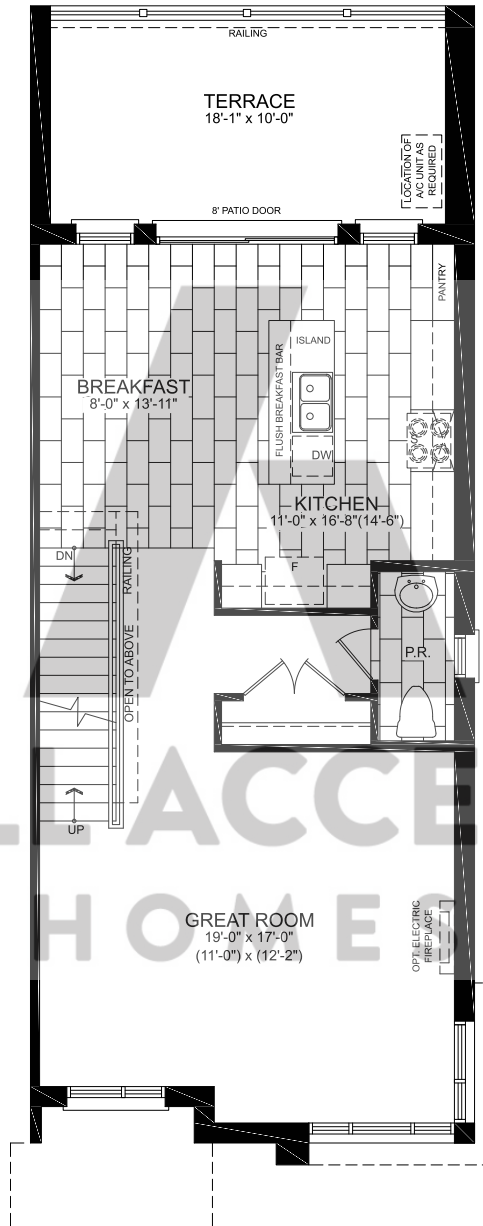 RAILING
TERRACE
18'-1" x 10'-0"
LOCATION OF
A/C UNIT AS
REQUIRED
8' PATIO DOOR
PANTRY
ISLAND
FLUSH BREAKFAST BAR
BREAKFAST
8'-0" x 13'-11"
S
DW
KITCHEN
11'-0" x 16'-8"(14'-6")
DN
RAILING
F
P.R.
OPEN TO ABOVE
UP
LL ACCE
GREAT ROOM
19'-0" x 17'-0"
(11'-0") x (12'-2")
OPT. ELECTRIC
FIREPLACE
HOMES